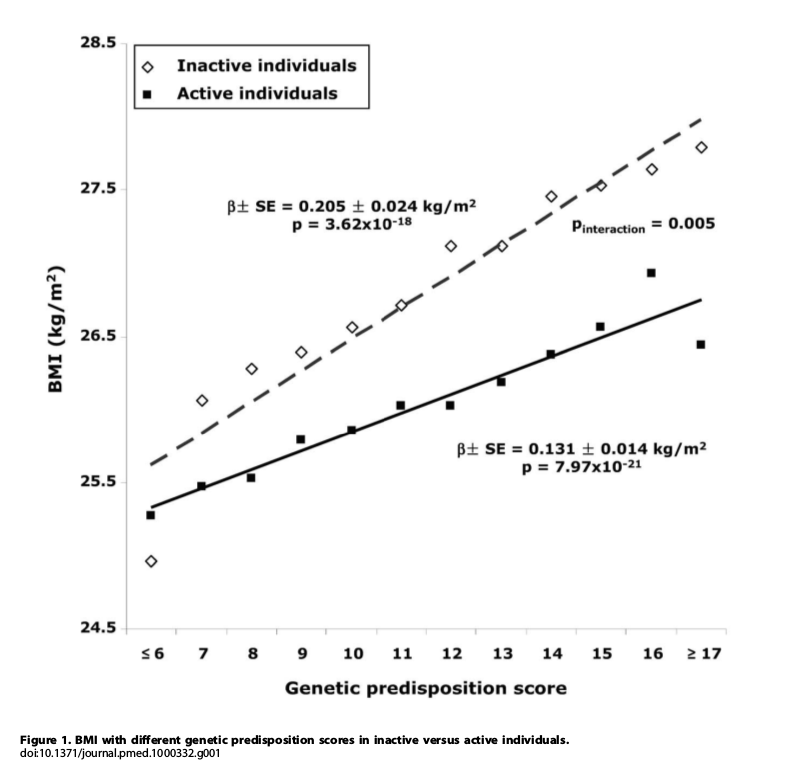 28.5
Inactive individuals
Active individuals
27.5
β± SE = 0.205 ± 0.024 kg/m²
p = 3.62x10⁻¹⁸
Pinteraction = 0.005
BMI (kg/m²)
26.5
β± SE = 0.131 ± 0.014 kg/m²
p = 7.97x10⁻²¹
25.5
24.5
≤ 6 7 8 9 10 11 12 13 14 15 16 ≥ 17
Genetic predisposition score
Figure 1. BMI with different genetic predisposition scores in inactive versus active individuals.
doi:10.1371/journal.pmed.1000332.g001